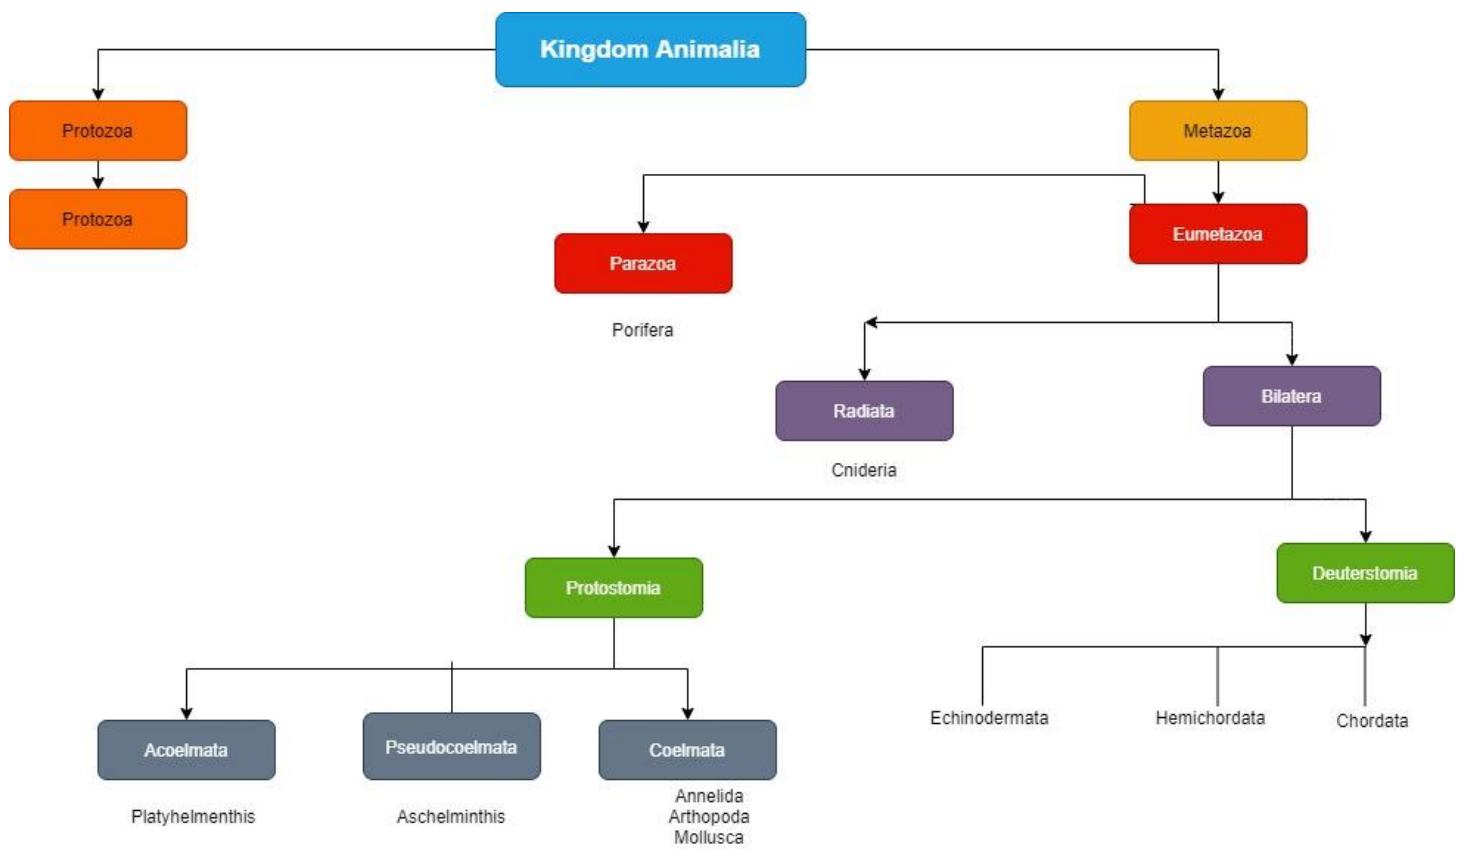 Kingdom Animalia
Protozoa
Metazoa
Protozoa
Eumetazoa
Parazoa
Porifera
Radiata
Bilatera
Cnideria
Protostomia
Deuterstomia
Acoelmata
Pseudocoelmata
Coelmata
Echinodermata
Hemichordata
Chordata
Platyhelmenthis
Aschelminthis
Annelida
Arthopoda
Mollusca